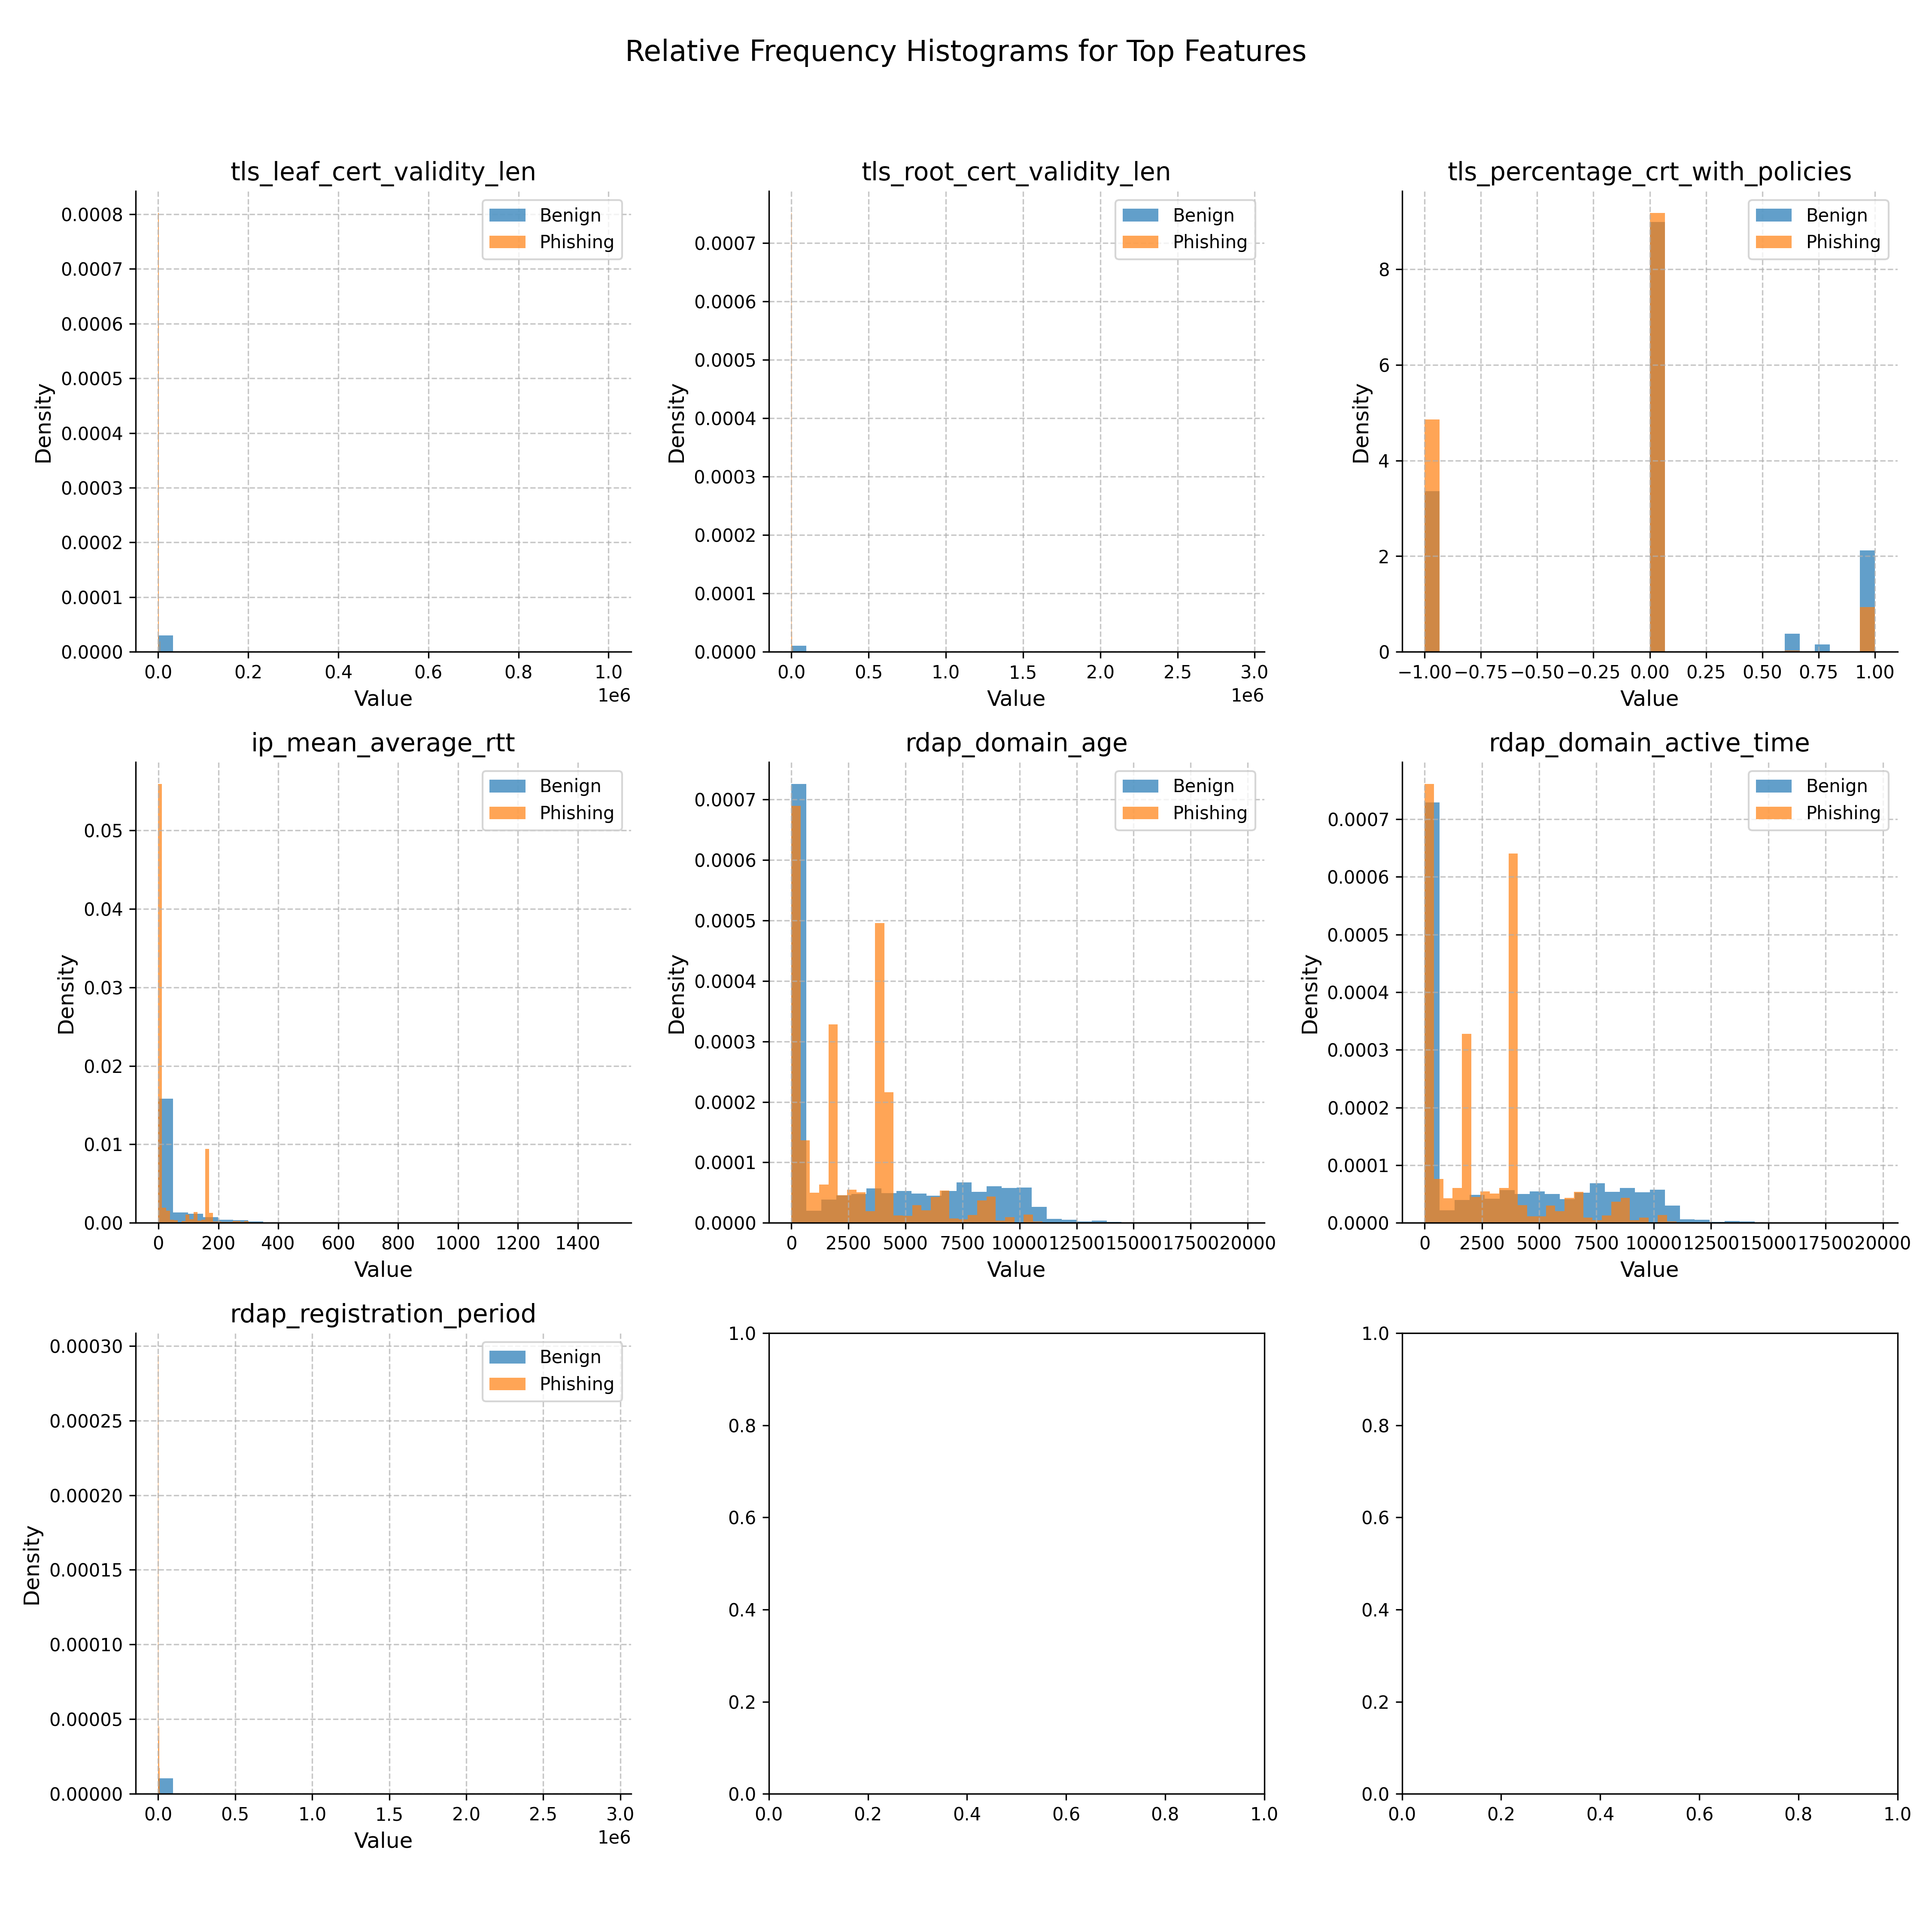 Relative Frequency Histograms for Top Features
tls_leaf_cert_validity_len
Density
0.0008
0.0007
0.0006
0.0005
0.0004
0.0003
0.0002
0.0001
0.0000
Benign
Phishing
0.0 0.2 0.4 0.6 0.8 1.0
1e6
Value
tls_root_cert_validity_len
Density
0.0007
0.0006
0.0005
0.0004
0.0003
0.0002
0.0001
0.0000
Benign
Phishing
0.0 0.5 1.0 1.5 2.0 2.5 3.0
1e6
Value
tls_percentage_crt_with_policies
Density
8
6
4
2
0
Benign
Phishing
−1.00 −0.75 −0.50 −0.25 0.00 0.25 0.50 0.75 1.00
Value
ip_mean_average_rtt
Density
0.05
0.04
0.03
0.02
0.01
0.00
Benign
Phishing
0 200 400 600 800 1000 1200 1400
Value
rdap_domain_age
Density
0.0007
0.0006
0.0005
0.0004
0.0003
0.0002
0.0001
0.0000
Benign
Phishing
0 2500 5000 7500 10000 12500 15000 17500 20000
Value
rdap_domain_active_time
Density
0.0007
0.0006
0.0005
0.0004
0.0003
0.0002
0.0001
0.0000
Benign
Phishing
0 2500 5000 7500 10000 12500 15000 17500 20000
Value
rdap_registration_period
Density
0.00030
0.00025
0.00020
0.00015
0.00010
0.00005
0.00000
Benign
Phishing
0.0 0.5 1.0 1.5 2.0 2.5 3.0
1e6
Value
1.0
0.8
0.6
0.4
0.2
0.0
0.0 0.2 0.4 0.6 0.8 1.0
1.0
0.8
0.6
0.4
0.2
0.0
0.0 0.2 0.4 0.6 0.8 1.0